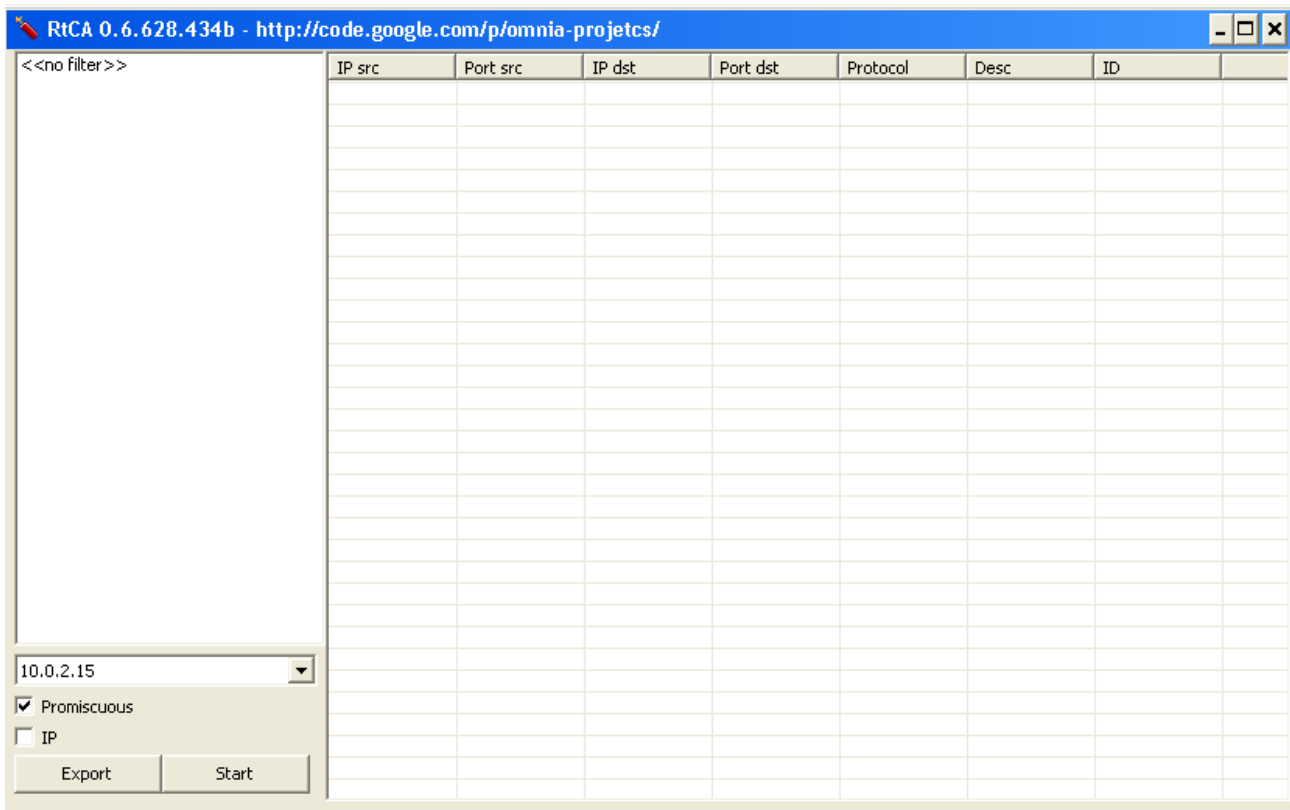 RtCA 0.6.628.434b - http://code.google.com/p/omnia-projetcs/
<<no filter>>
IP src Port src IP dst Port dst Protocol Desc ID
10.0.2.15
Promiscuous
IP
Export Start